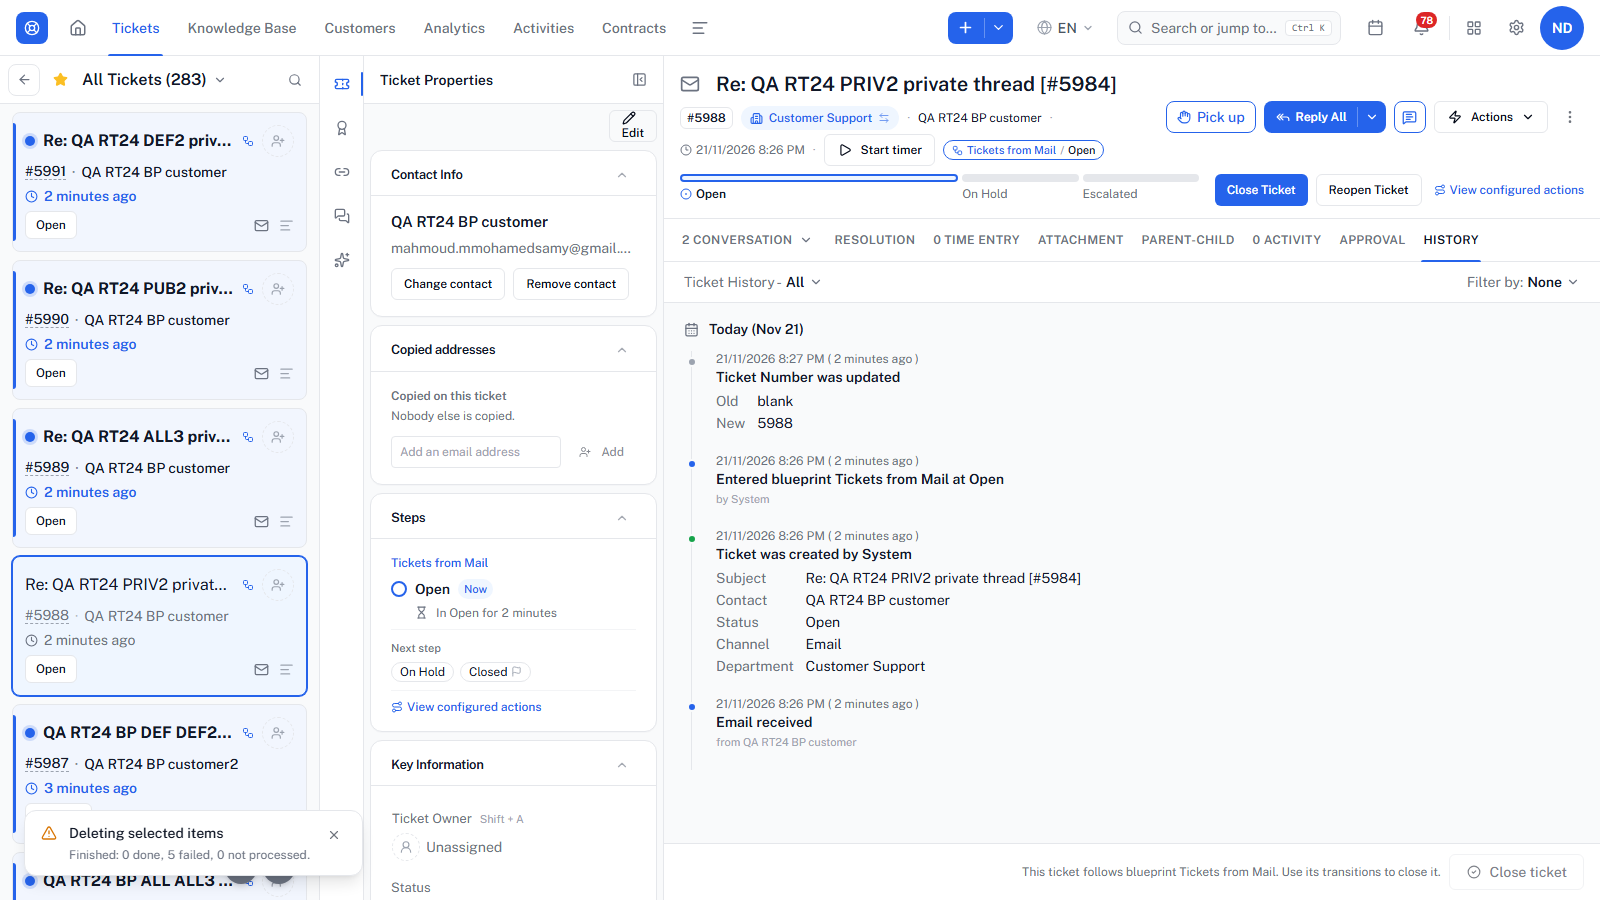 Tickets
Knowledge Base
Customers
Analytics
Activities
Contracts
EN
Search or jump to...
Ctrl K
78
ND
All Tickets (283)
Re: QA RT24 DEF2 priv...
#5991 · QA RT24 BP customer
2 minutes ago
Open
Re: QA RT24 PUB2 priv...
#5990 · QA RT24 BP customer
2 minutes ago
Open
Re: QA RT24 ALL3 priv...
#5989 · QA RT24 BP customer
2 minutes ago
Open
Re: QA RT24 PRIV2 privat...
#5988 · QA RT24 BP customer
2 minutes ago
Open
QA RT24 BP DEF DEF2...
#5987 · QA RT24 BP customer2
3 minutes ago
Deleting selected items
Finished: 0 done, 5 failed, 0 not processed.
QA RT24 BP ALL ALL3 ...
Ticket Properties
Edit
Contact Info
QA RT24 BP customer
mahmoud.mmohamedsamy@gmail....
Change contact
Remove contact
Copied addresses
Copied on this ticket
Nobody else is copied.
Add an email address
Add
Steps
Tickets from Mail
Open Now
In Open for 2 minutes
Next step
On Hold
Closed
View configured actions
Key Information
Ticket Owner Shift + A
Unassigned
Status
Re: QA RT24 PRIV2 private thread [#5984]
#5988
Customer Support
· QA RT24 BP customer ·
Pick up
Reply All
Actions
21/11/2026 8:26 PM ·
Start timer
Tickets from Mail / Open
Open
On Hold
Escalated
Close Ticket
Reopen Ticket
View configured actions
2 CONVERSATION
RESOLUTION
0 TIME ENTRY
ATTACHMENT
PARENT-CHILD
0 ACTIVITY
APPROVAL
HISTORY
Ticket History - All
Filter by: None
Today (Nov 21)
21/11/2026 8:27 PM ( 2 minutes ago )
Ticket Number was updated
Old blank
New 5988
21/11/2026 8:26 PM ( 2 minutes ago )
Entered blueprint Tickets from Mail at Open
by System
21/11/2026 8:26 PM ( 2 minutes ago )
Ticket was created by System
Subject Re: QA RT24 PRIV2 private thread [#5984]
Contact QA RT24 BP customer
Status Open
Channel Email
Department Customer Support
21/11/2026 8:26 PM ( 2 minutes ago )
Email received
from QA RT24 BP customer
This ticket follows blueprint Tickets from Mail. Use its transitions to close it.
Close ticket